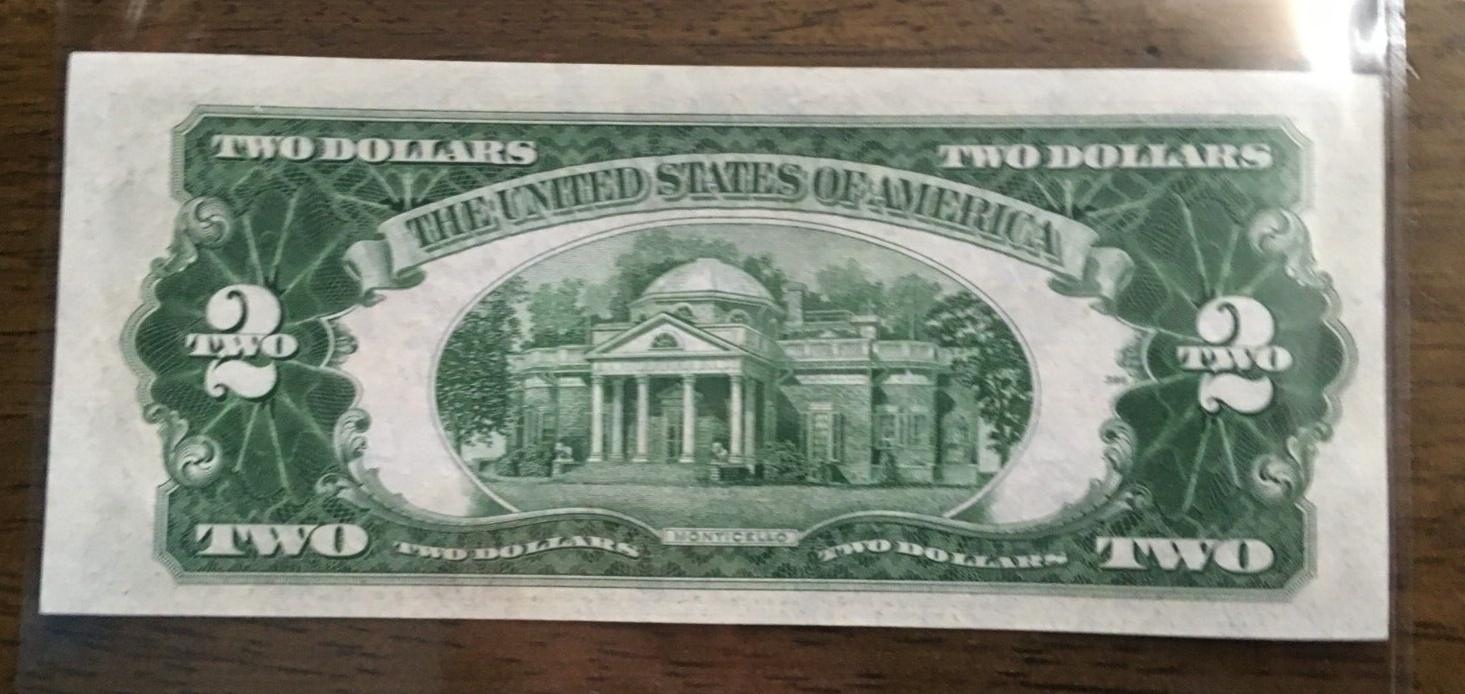 TWO DOLLARS TWO DOLLARS
THE UNITED STATES OF AMERICA
2 2
TWO TWO
MONTICELLO
TWO TWO DOLLARS TWO DOLLARS TWO